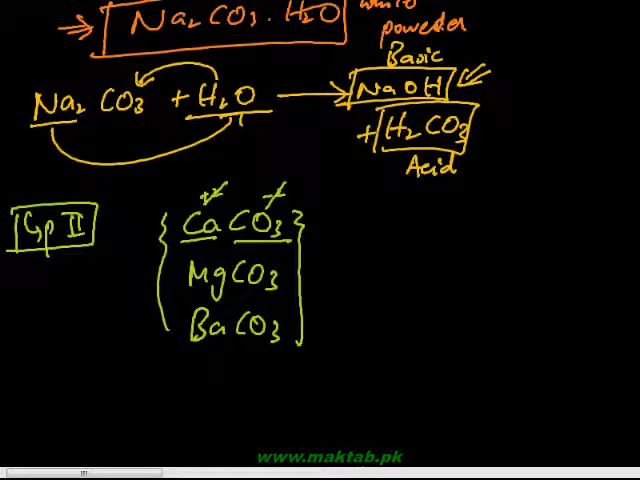 white
⇒ Na2CO3.H2O powder
Basic
Na2CO3 + H2O → NaOH
+ H2CO3
Acid
Gp II
CaCO3
MgCO3
BaCO3
www.maktab.pk